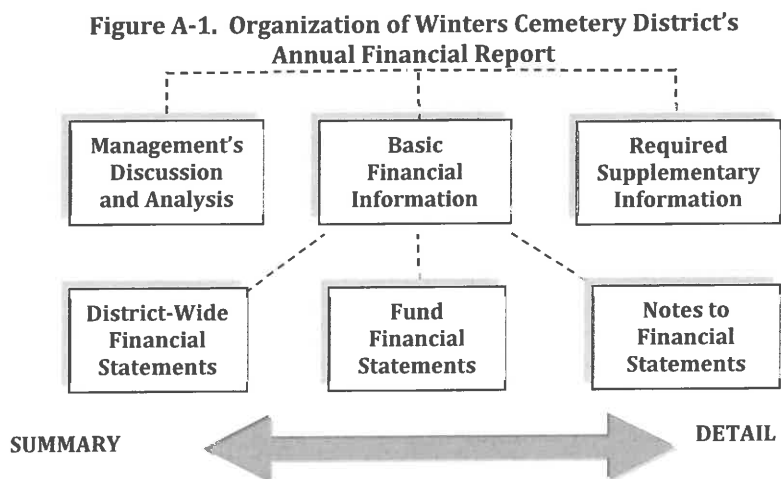 Figure A-1. Organization of Winters Cemetery District's
Annual Financial Report
Management's
Discussion
and Analysis
Basic
Financial
Information
Required
Supplementary
Information
District-Wide
Financial
Statements
Fund
Financial
Statements
Notes to
Financial
Statements
SUMMARY
DETAIL